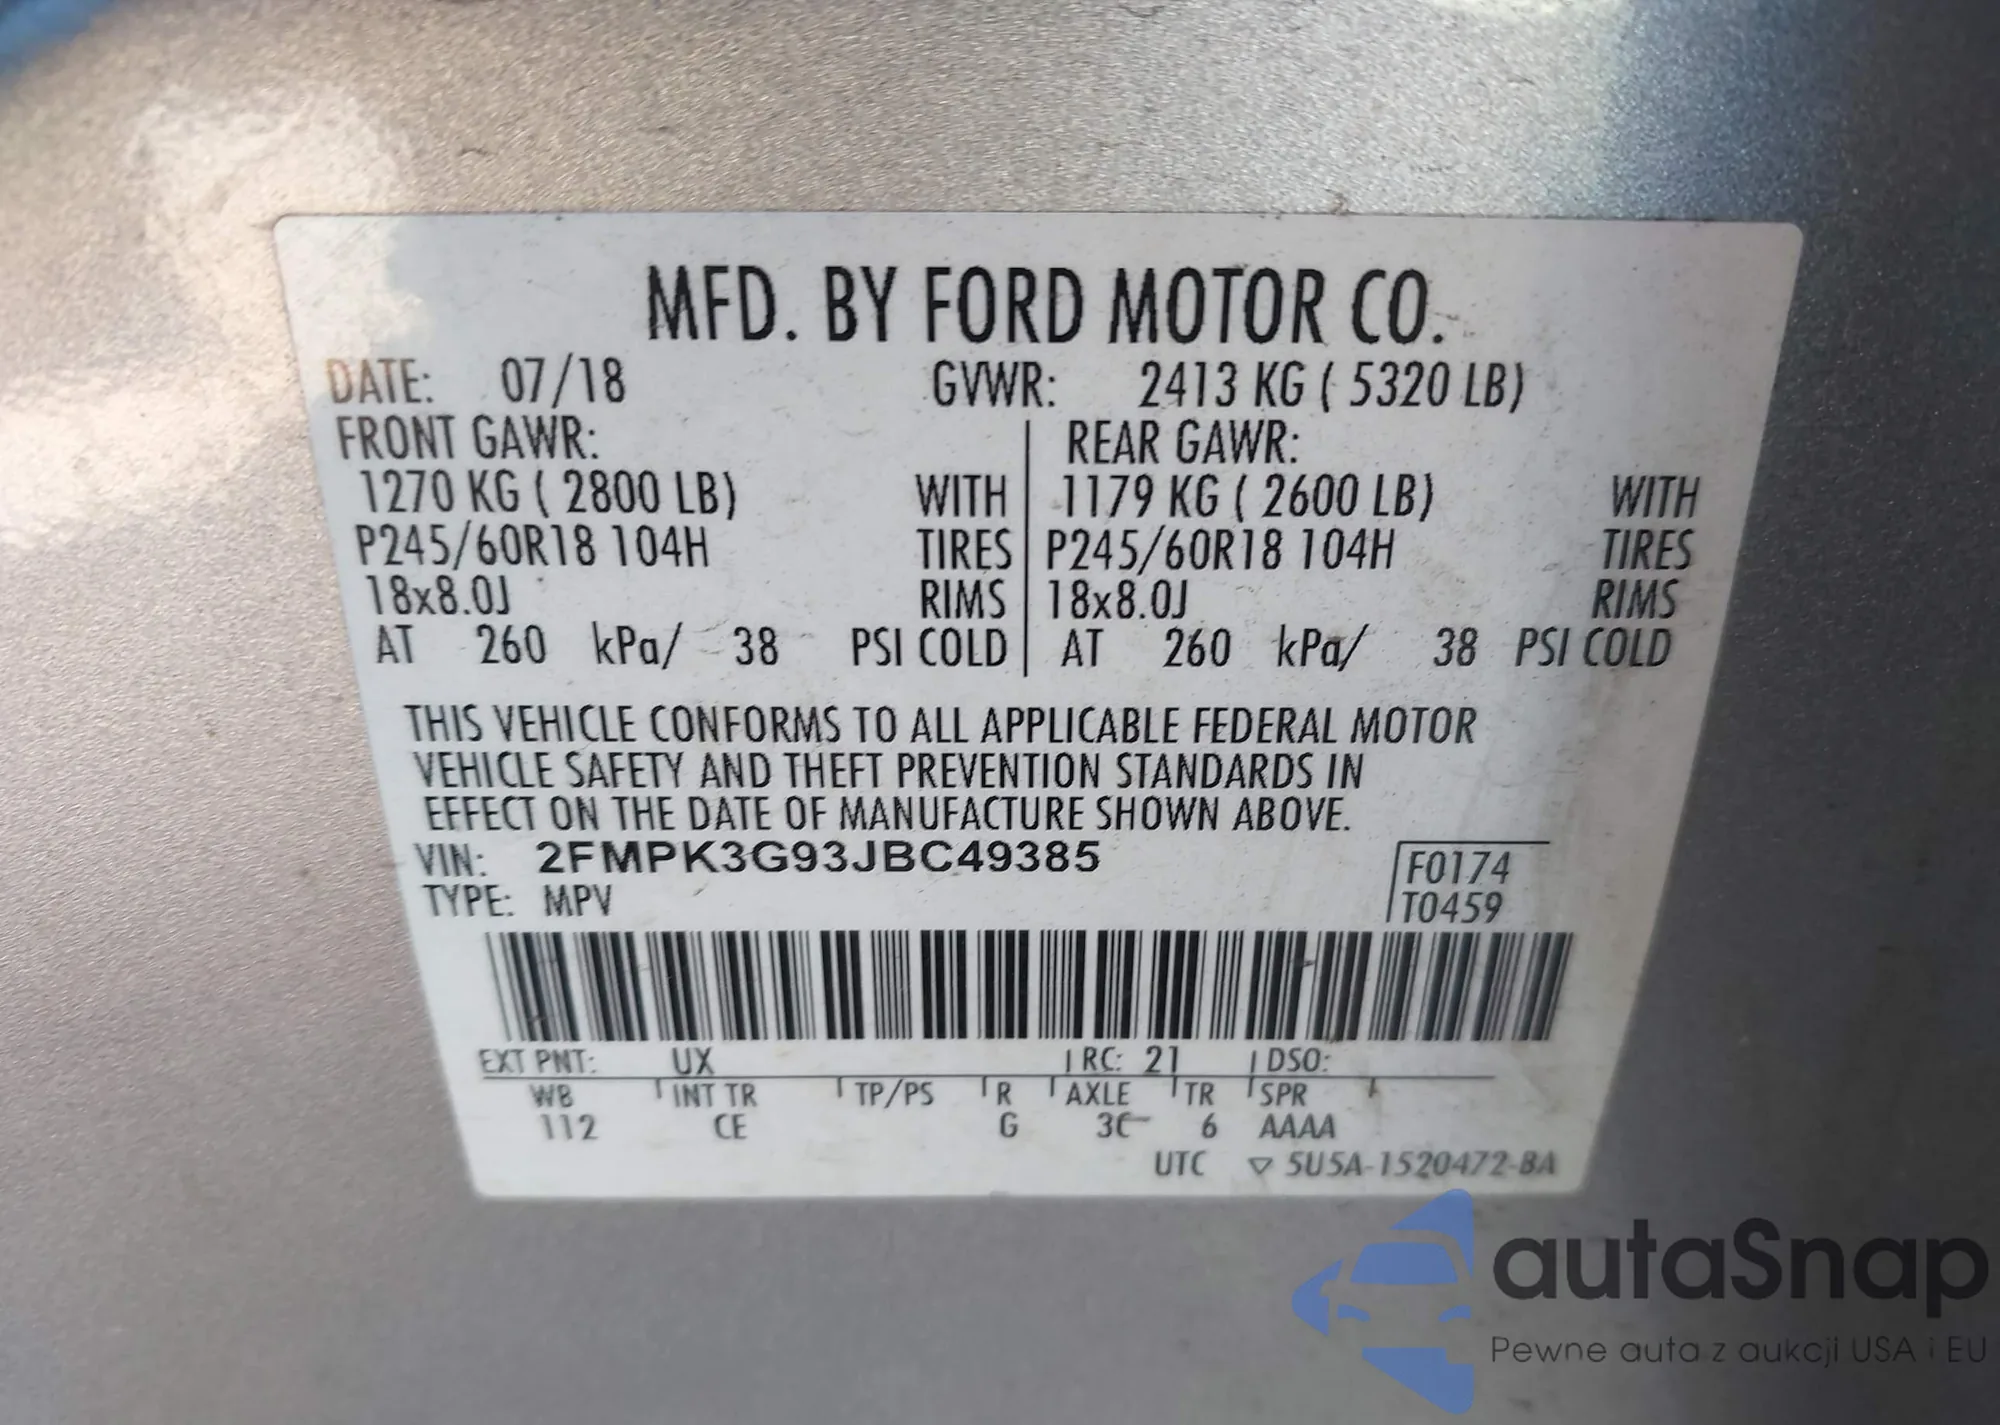 MFD. BY FORD MOTOR CO.
DATE: 07/18 GVWR: 2413 KG ( 5320 LB)
FRONT GAWR: REAR GAWR:
1270 KG ( 2800 LB) WITH 1179 KG ( 2600 LB) WITH
P245/60R18 104H TIRES P245/60R18 104H TIRES
18x8.0J RIMS 18x8.0J RIMS
AT 260 kPa/ 38 PSI COLD AT 260 kPa/ 38 PSI COLD
THIS VEHICLE CONFORMS TO ALL APPLICABLE FEDERAL MOTOR
VEHICLE SAFETY AND THEFT PREVENTION STANDARDS IN
EFFECT ON THE DATE OF MANUFACTURE SHOWN ABOVE.
VIN: 2FMPK3G93JBC49385 F0174
TYPE: MPV T0459
EXT PNT: UX RC: 21 DSO:
WB INT TR TP/PS R AXLE TR SPR
112 CE G 3C 6 AAAA
UTC ▽ 5U5A-1520472-BA
autaSnap
Pewne auta z aukcji USA i EU